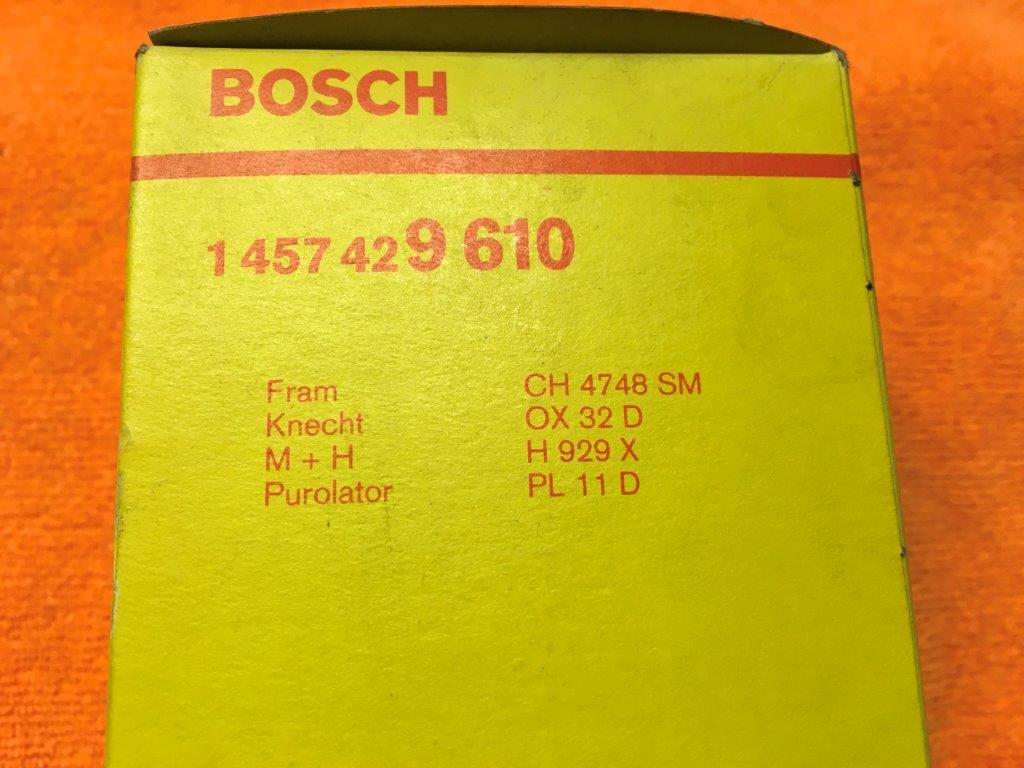 BOSCH
1 457 429 610
Fram CH 4748 SM
Knecht OX 32 D
M + H H 929 X
Purolator PL 11 D